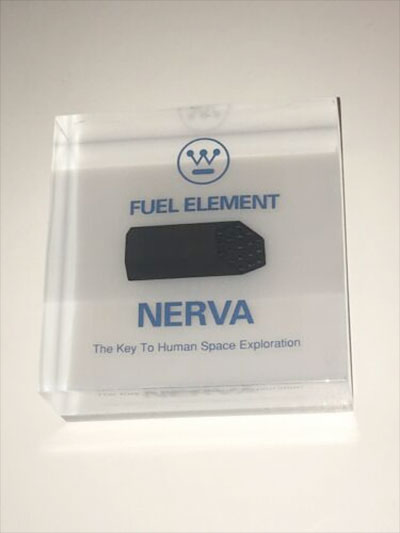 FUEL ELEMENT
NERVA
The Key To Human Space Exploration